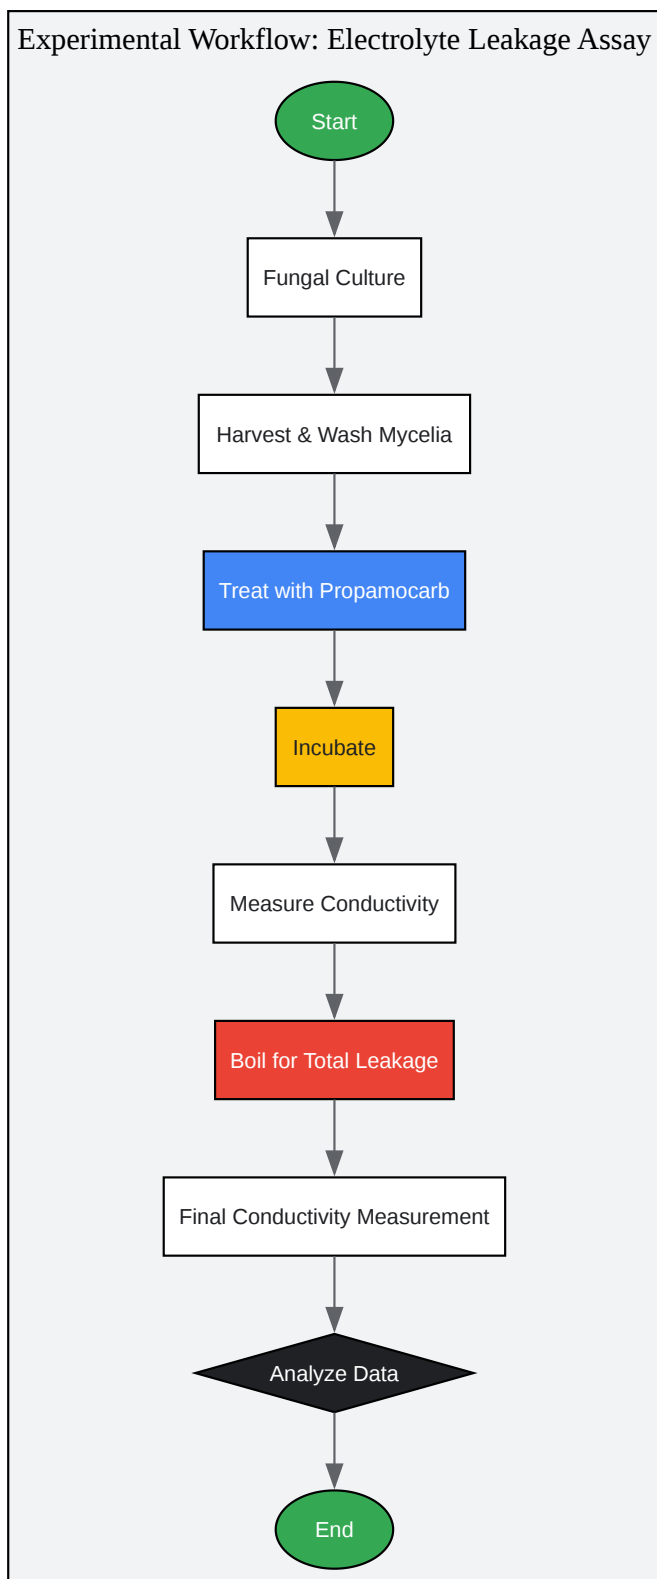 Experimental Workflow: Electrolyte Leakage Assay
Start
Fungal Culture
Harvest & Wash Mycelia
Treat with Propamocarb
Incubate
Measure Conductivity
Boil for Total Leakage
Final Conductivity Measurement
Analyze Data
End